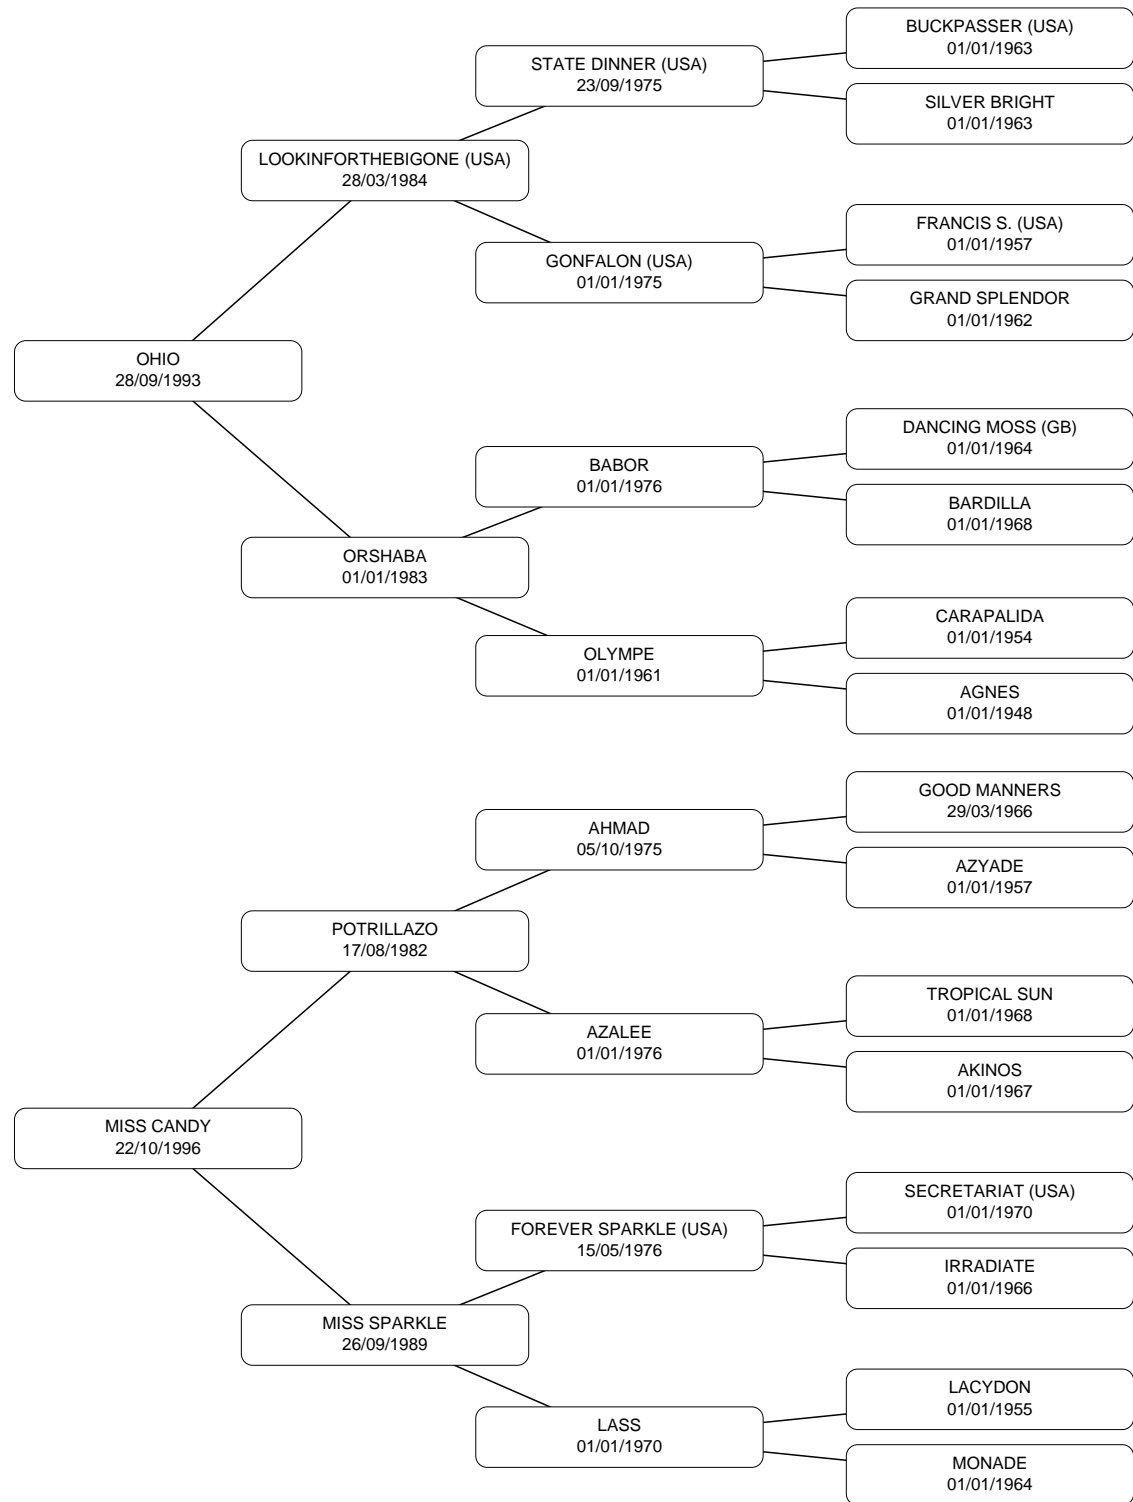 BUCKPASSER (USA)
01/01/1963
STATE DINNER (USA)
23/09/1975
SILVER BRIGHT
01/01/1963
LOOKINFORTHEBIGONE (USA)
28/03/1984
FRANCIS S. (USA)
01/01/1957
GONFALON (USA)
01/01/1975
GRAND SPLENDOR
01/01/1962
OHIO
28/09/1993
DANCING MOSS (GB)
01/01/1964
BABOR
01/01/1976
BARDILLA
01/01/1968
ORSHABA
01/01/1983
CARAPALIDA
01/01/1954
OLYMPE
01/01/1961
AGNES
01/01/1948
GOOD MANNERS
29/03/1966
AHMAD
05/10/1975
AZYADE
01/01/1957
POTRILLAZO
17/08/1982
TROPICAL SUN
01/01/1968
AZALEE
01/01/1976
AKINOS
01/01/1967
MISS CANDY
22/10/1996
SECRETARIAT (USA)
01/01/1970
FOREVER SPARKLE (USA)
15/05/1976
IRRADIATE
01/01/1966
MISS SPARKLE
26/09/1989
LACYDON
01/01/1955
LASS
01/01/1970
MONADE
01/01/1964